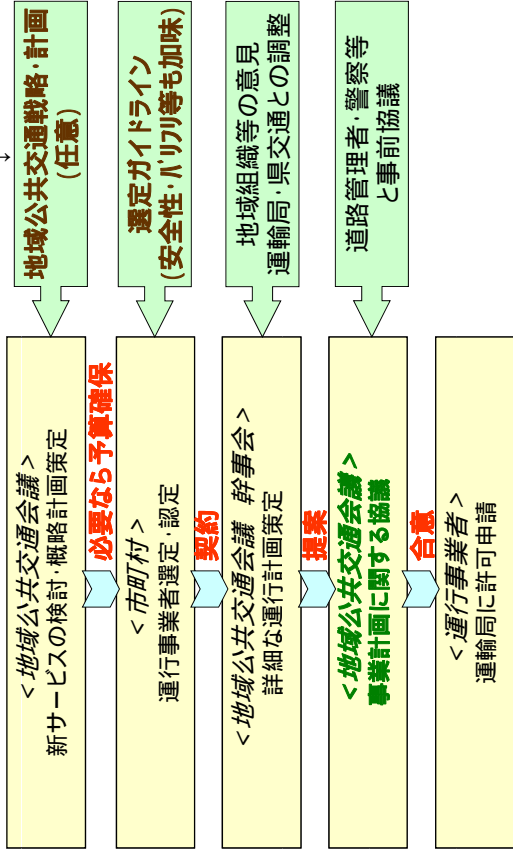 →
地域公共交通戦略・計画
(任意)
<地域公共交通会議>
新サービスの検討・概略計画策定
必要なら予算確保
選定ガイドライン
(安全性・バリフリ等も加味)
<市町村>
運行事業者選定・認定
契約
地域組織等の意見
運輸局・県交通との調整
<地域公共交通会議 幹事会>
詳細な運行計画策定
提案
道路管理者・警察等
と事前協議
<地域公共交通会議>
事業計画に関する協議
合意
<運行事業者>
運輸局に許可申請